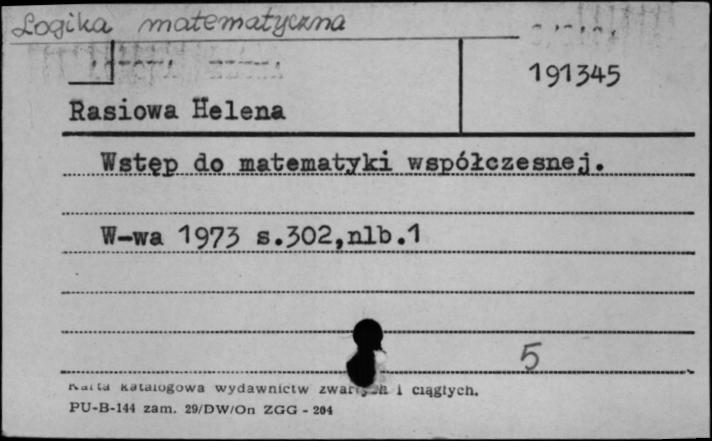 Logika matematyczna
191345
Rasiowa Helena
Wstęp do matematyki współczesnej.
W-wa 1973 s.302,nlb.1
5
Karta katalogowa wydawnictw zwartych i ciągłych.
PU-B-144 zam. 29/DW/On ZGG - 204